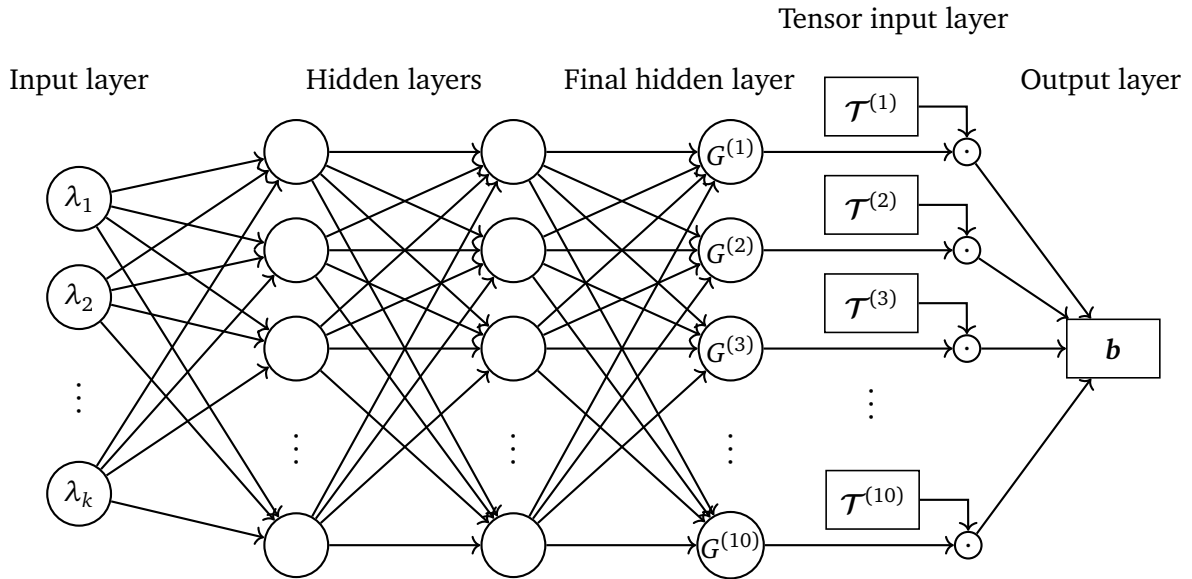 Tensor input layer
Input layer
Hidden layers
Final hidden layer
Output layer
𝓣⁽¹⁾
G⁽¹⁾
·
λ₁
𝓣⁽²⁾
G⁽²⁾
·
λ₂
𝓣⁽³⁾
G⁽³⁾
·
b
⋮
⋮
⋮
⋮
⋮
λₖ
𝓣⁽¹⁰⁾
G⁽¹⁰⁾
·